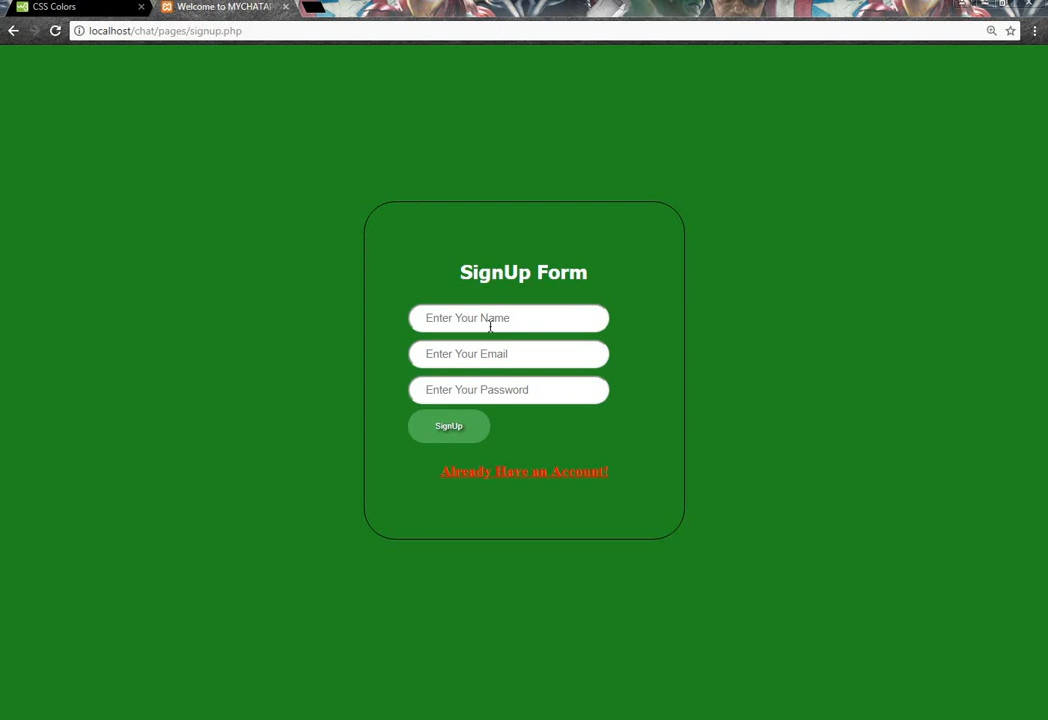 CSS Colors
Welcome to MYCHATAP
localhost/chat/pages/signup.php
SignUp Form
Enter Your Name
Enter Your Email
Enter Your Password
SignUp
Already Have an Account!